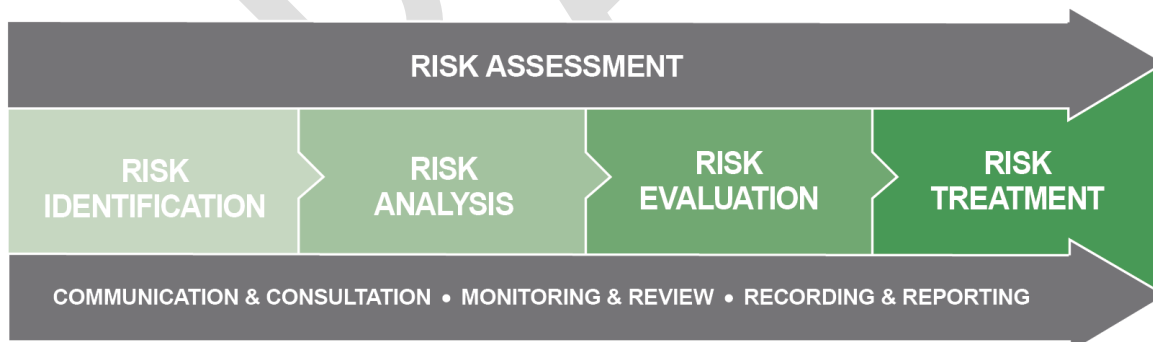 RISK ASSESSMENT
RISK
IDENTIFICATION
RISK
ANALYSIS
RISK
EVALUATION
RISK
TREATMENT
COMMUNICATION & CONSULTATION • MONITORING & REVIEW • RECORDING & REPORTING